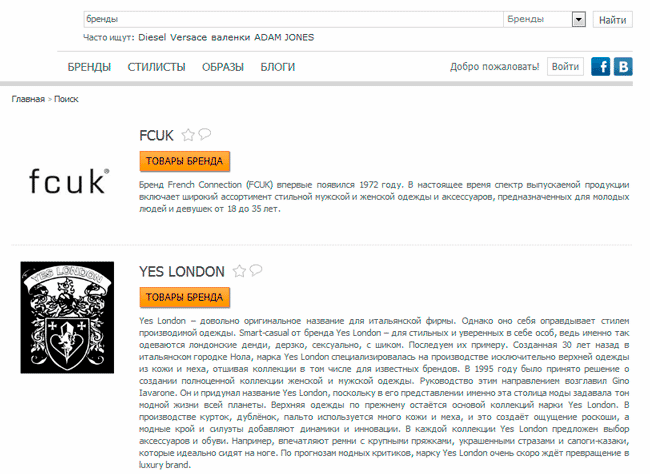 бренды Бренды Найти
Часто ищут: Diesel Versace валенки ADAM JONES
БРЕНДЫ СТИЛИСТЫ ОБРАЗЫ БЛОГИ Добро пожаловать! Войти f В
Главная > Поиск
FCUK
ТОВАРЫ БРЕНДА
fcuk®
Бренд French Connection (FCUK) впервые появился 1972 году. В настоящее время спектр выпускаемой продукции
включает широкий ассортимент стильной мужской и женской одежды и аксессуаров, предназначенных для молодых
людей и девушек от 18 до 35 лет.
YES LONDON
YES LONDON
ТОВАРЫ БРЕНДА
Yes London – довольно оригинальное название для итальянской фирмы. Однако оно себя оправдывает стилем
производимой одежды. Smart-casual от бренда Yes London – для стильных и уверенных в себе особ, ведь именно так
одеваются лондонские денди, дерзко, сексуально, с шиком. Последуем их примеру. Созданная 30 лет назад в
итальянском городке Нола, марка Yes London специализировалась на производстве исключительно верхней одежды
из кожи и меха, отшивая коллекции в том числе для известных брендов. В 1995 году было принято решение о
создании полноценной коллекции женской и мужской одежды. Руководство этим направлением возглавил Gino
Iavarone. Он и придумал название Yes London, поскольку в его представлении именно эта столица моды задавала тон
модной жизни всей планеты. Верхняя одежды по прежнему остаётся основой коллекций марки Yes London. В
производстве курток, дублёнок, пальто используется много кожи и меха, и это создаёт ощущение роскоши, а
модные крой и силуэты добавляют динамики и инновации. В каждой коллекции Yes London предложен выбор
аксессуаров и обуви. Например, впечатляют ремни с крупными пряжками, украшенными стразами и сапоги-казаки,
которые идеально сидят на ноге. По прогнозам модных критиков, марку Yes London очень скоро ждёт превращение в
luxury brand.